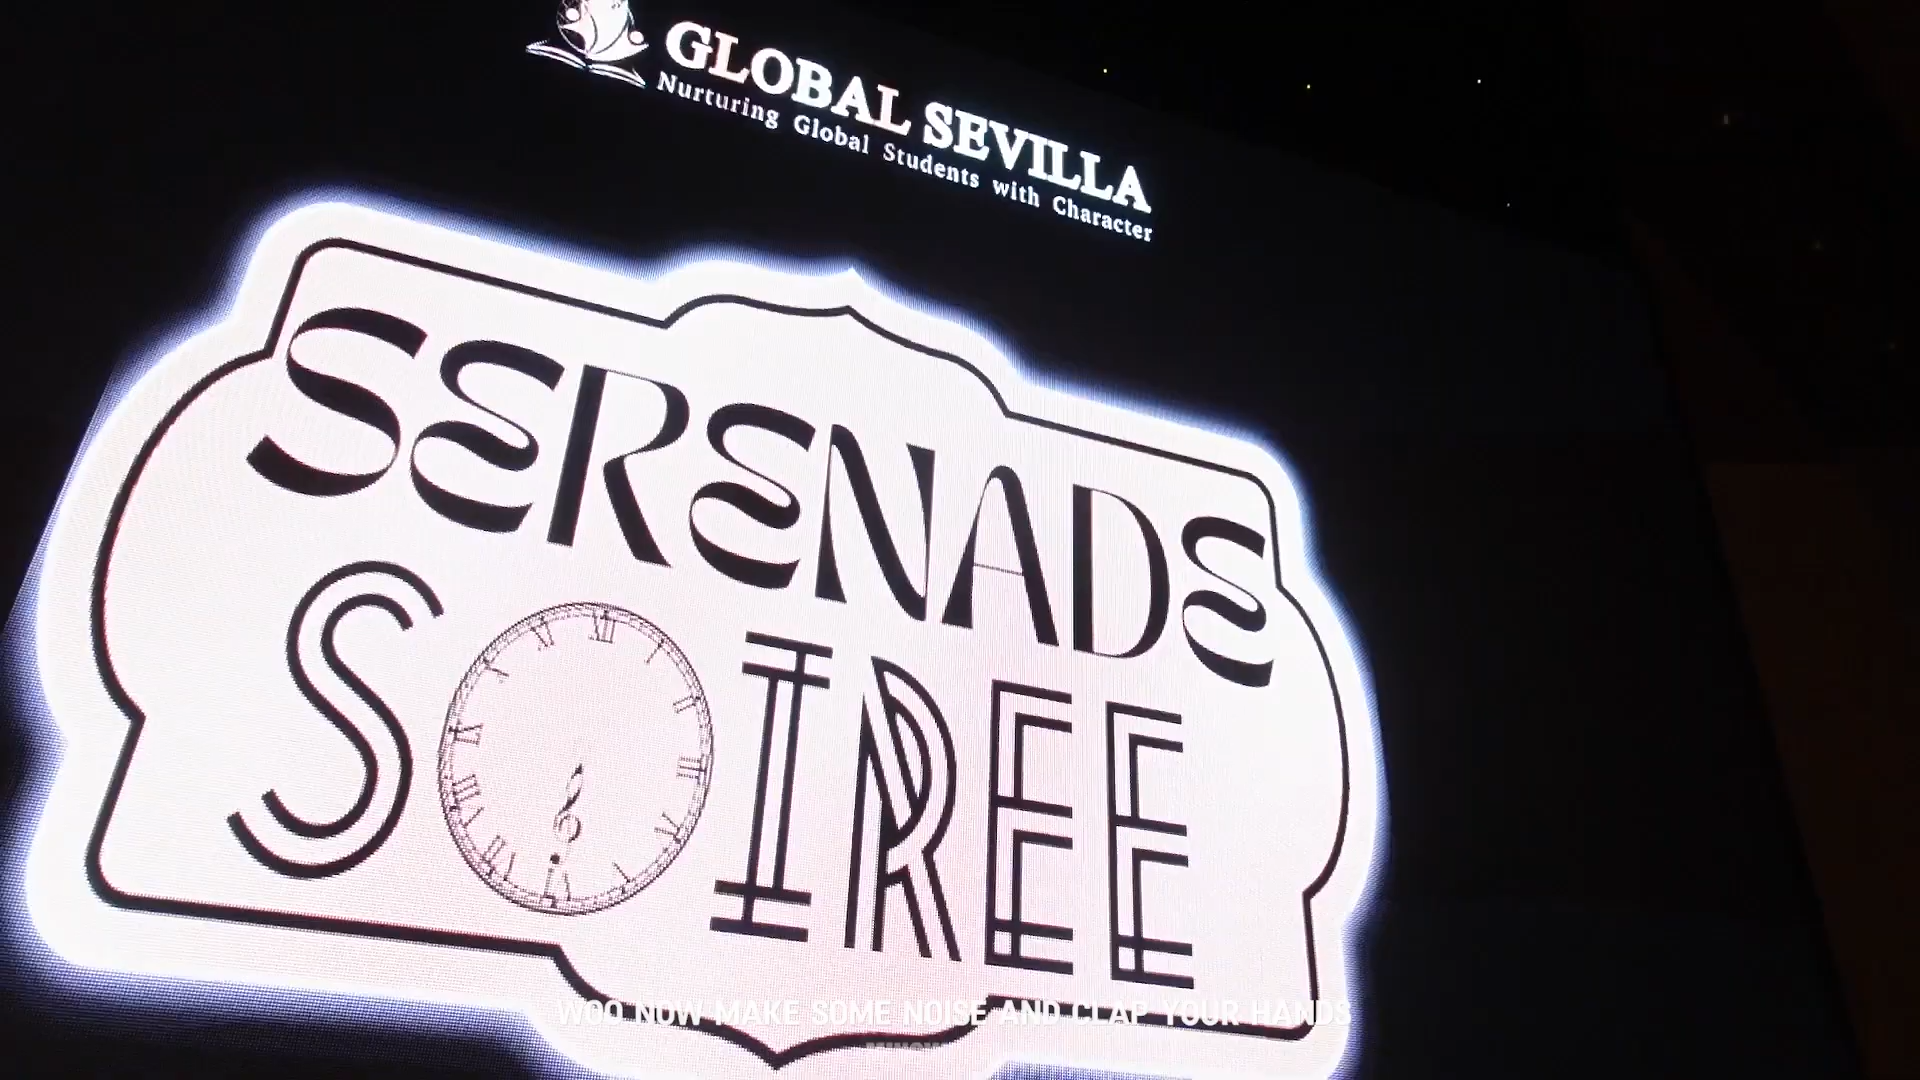 GLOBAL SEVILLA
Nurturing Global Students with Character
SERENADE
SOIREE
WOO NOW MAKE SOME NOISE AND CLAP YOUR HANDS